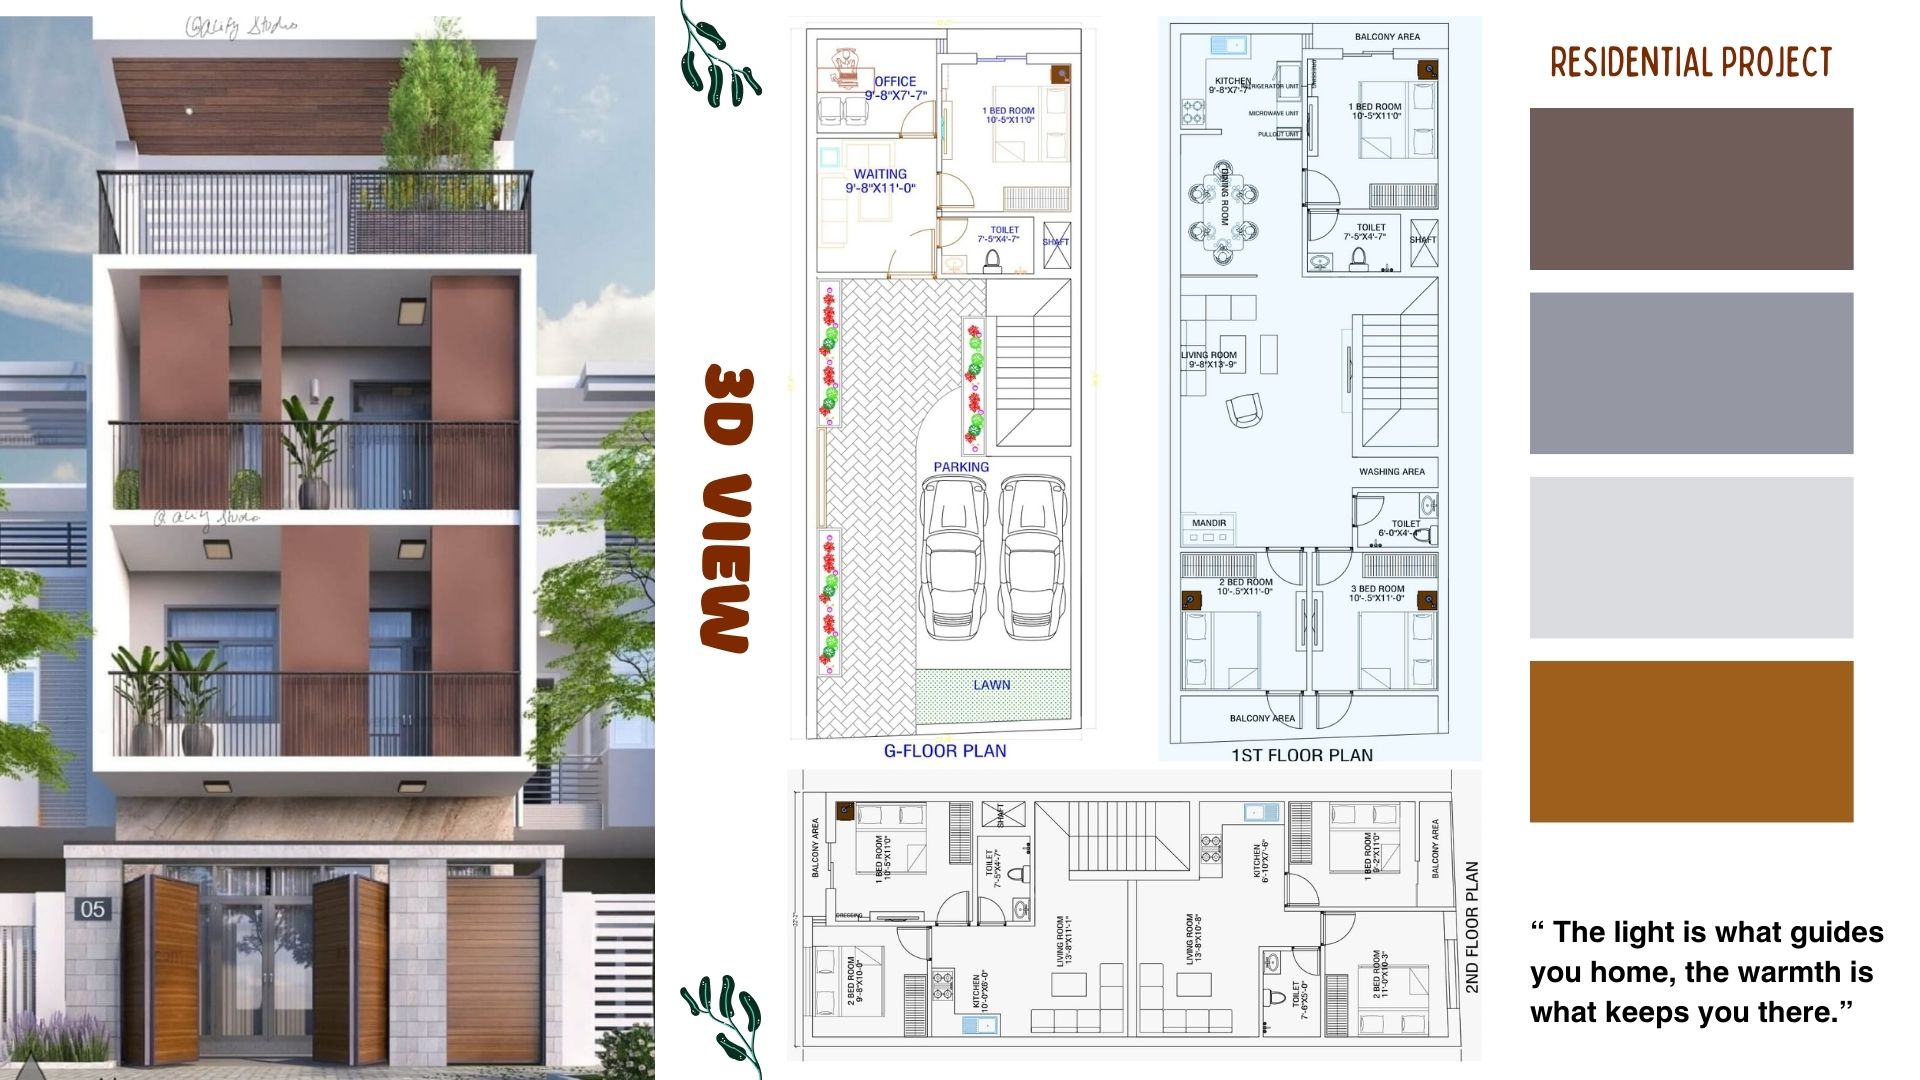 Qality Studio
Qality Studio
05
3D VIEW
OFFICE
9'-8"X7'-7"
1 BED ROOM
10'-5"X11'0"
WAITING
9'-8"X11'-0"
TOILET
7'-5"X4'-7"
SHAFT
PARKING
LAWN
G-FLOOR PLAN
BALCONY AREA
KITCHEN
9'-8"X7'-7"
REFRIGERATOR UNIT
DRESSING
MICROWAVE UNIT
PULLOUT UNIT
1 BED ROOM
10'-5"X11'0"
DINING ROOM
TOILET
7'-5"X4'-7"
SHAFT
LIVING ROOM
9'-8"X13'-9"
WASHING AREA
MANDIR
TOILET
6'-0"X4'-4"
2 BED ROOM
10'-.5"X11'-0"
3 BED ROOM
10'-.5"X11'-0"
BALCONY AREA
1ST FLOOR PLAN
BALCONY AREA
1 BED ROOM
10'-5"X11'0"
SHAFT
TOILET
7'-5"X4'-7"
DRESSING
2 BED ROOM
9'-8"X10-0"
KITCHEN
10'-0"X6'-0"
LIVING ROOM
13'-8"X11'-1"
LIVING ROOM
13'-8"X10'-8"
KITCHEN
6'-10"X7'-6"
1 BED ROOM
9'-2"X11'0"
BALCONY AREA
TOILET
7'-6"X5'-0"
2 BED ROOM
11'-0"X10-3"
2ND FLOOR PLAN
RESIDENTIAL PROJECT
“ The light is what guides
you home, the warmth is
what keeps you there.”